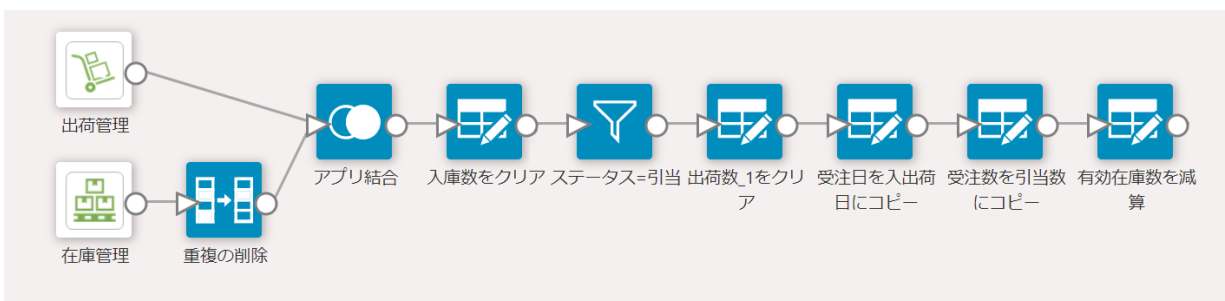 出荷管理
アプリ結合
入庫数をクリア
ステータス=引当
出荷数_1をクリ
ア
受注日を入出荷
日にコピー
受注数を引当数
にコピー
有効在庫数を減
算
在庫管理
重複の削除